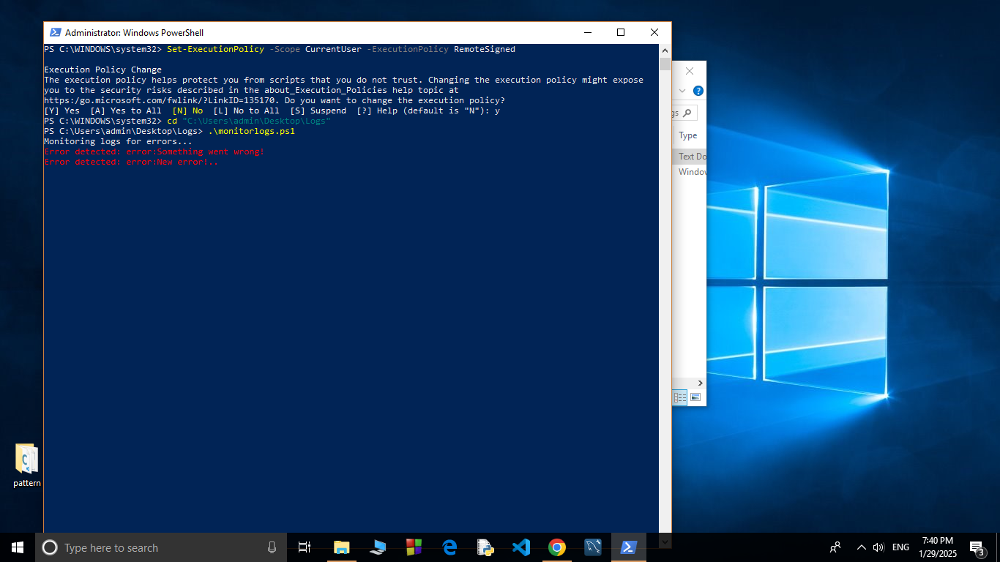 Administrator: Windows PowerShell
PS C:\WINDOWS\system32> Set-ExecutionPolicy -Scope CurrentUser -ExecutionPolicy RemoteSigned
Execution Policy Change
The execution policy helps protect you from scripts that you do not trust. Changing the execution policy might expose
you to the security risks described in the about_Execution_Policies help topic at
https:/go.microsoft.com/fwlink/?LinkID=135170. Do you want to change the execution policy?
[Y] Yes  [A] Yes to All  [N] No  [L] No to All  [S] Suspend  [?] Help (default is "N"): y
PS C:\WINDOWS\system32> cd "C:\Users\admin\Desktop\Logs"
PS C:\Users\admin\Desktop\Logs> .\monitorlogs.ps1
Monitoring logs for errors...
Error detected: error:Something went wrong!
Error detected: error:New error!..
gs
Type
Text Do
Window
pattern
Type here to search
ENG
7:40 PM
1/29/2025
3